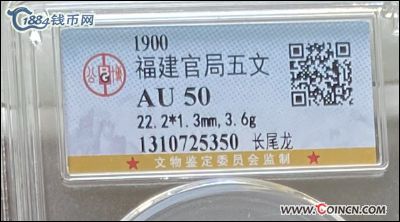 1884钱币网
1900
公博
福建官局五文
AU 50
22.2*1.3mm, 3.6g
1310725350 长尾龙
★ 文物鉴定委员会监制 ★
www.COINCN.com